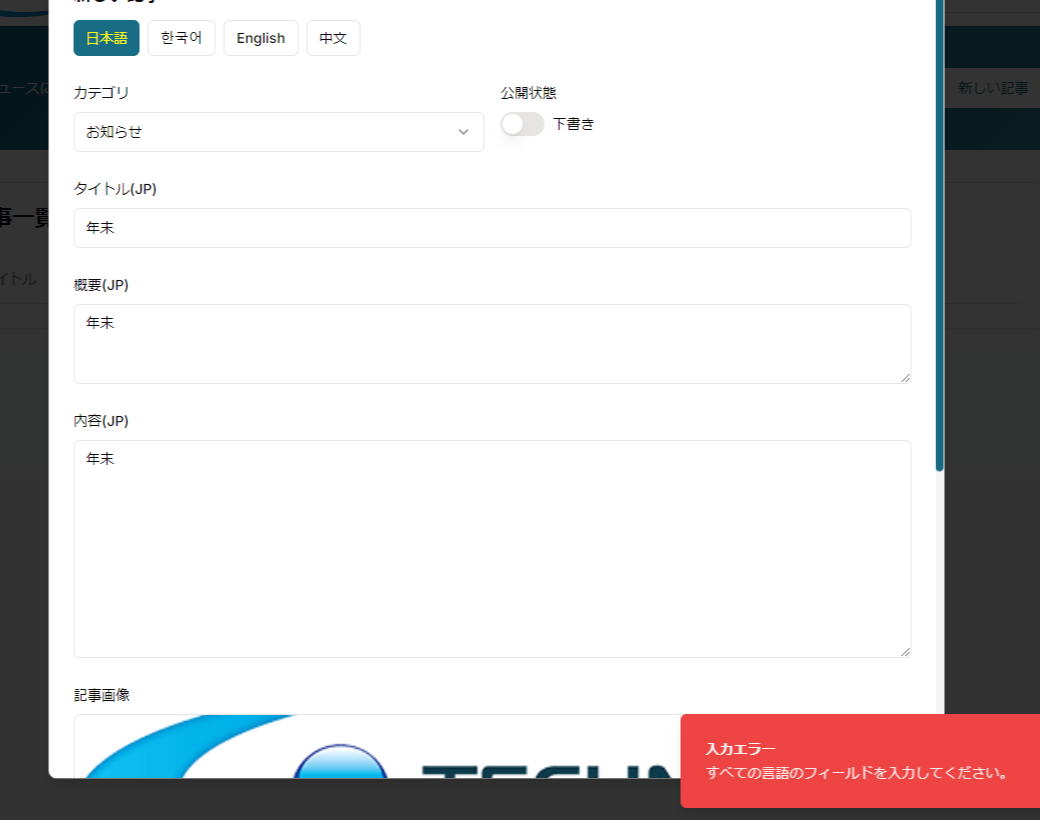 日本語
한국어
English
中文
ュースに
新しい記事
カテゴリ
公開状態
お知らせ
下書き
タイトル(JP)
年末
事一覧
概要(JP)
イトル
年末
内容(JP)
年末
記事画像
入力エラー
すべての言語のフィールドを入力してください。